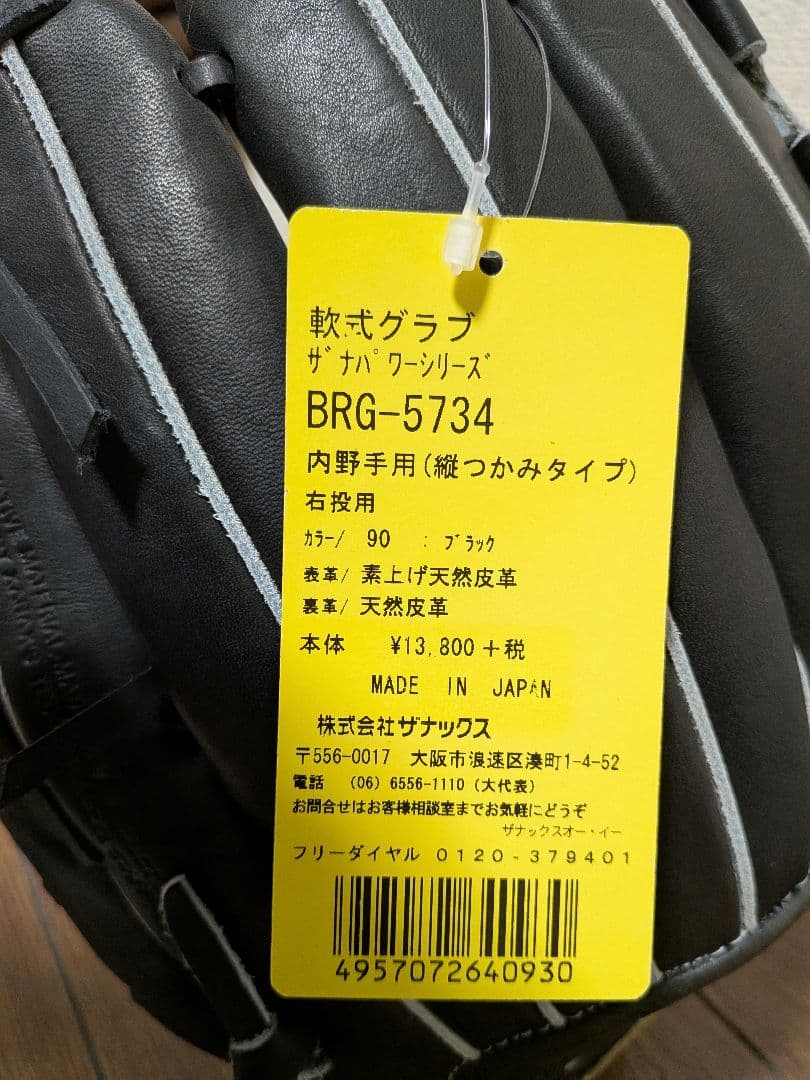 軟式グラブ
ｻﾞﾅﾊﾟﾜｰｼﾘｰｽﾞ
BRG-5734
内野手用(縦つかみタイプ)
右投用
ｶﾗｰ/ 90 : ﾌﾞﾗｯｸ
表革/ 素上げ天然皮革
裏革/ 天然皮革
本体 ¥13,800+税
MADE IN JAPAN
株式会社ザナックス
〒556-0017 大阪市浪速区湊町1-4-52
電話 (06) 6556-1110 (大代表)
お問合せはお客様相談室までお気軽にどうぞ
ザナックスオー・イー
フリーダイヤル 0120-379401
4957072640930